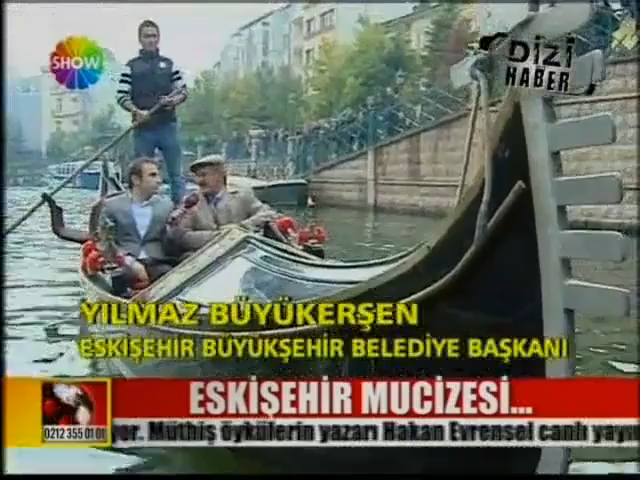 SHOW
DİZİ
HABER
YILMAZ BÜYÜKERŞEN
ESKİŞEHİR BÜYÜKŞEHİR BELEDİYE BAŞKANI
ESKİŞEHİR MUCİZESİ...
0212 355 01 01
yor. Müthiş öykülerin yazarı Hakan Evrensel canlı yayın